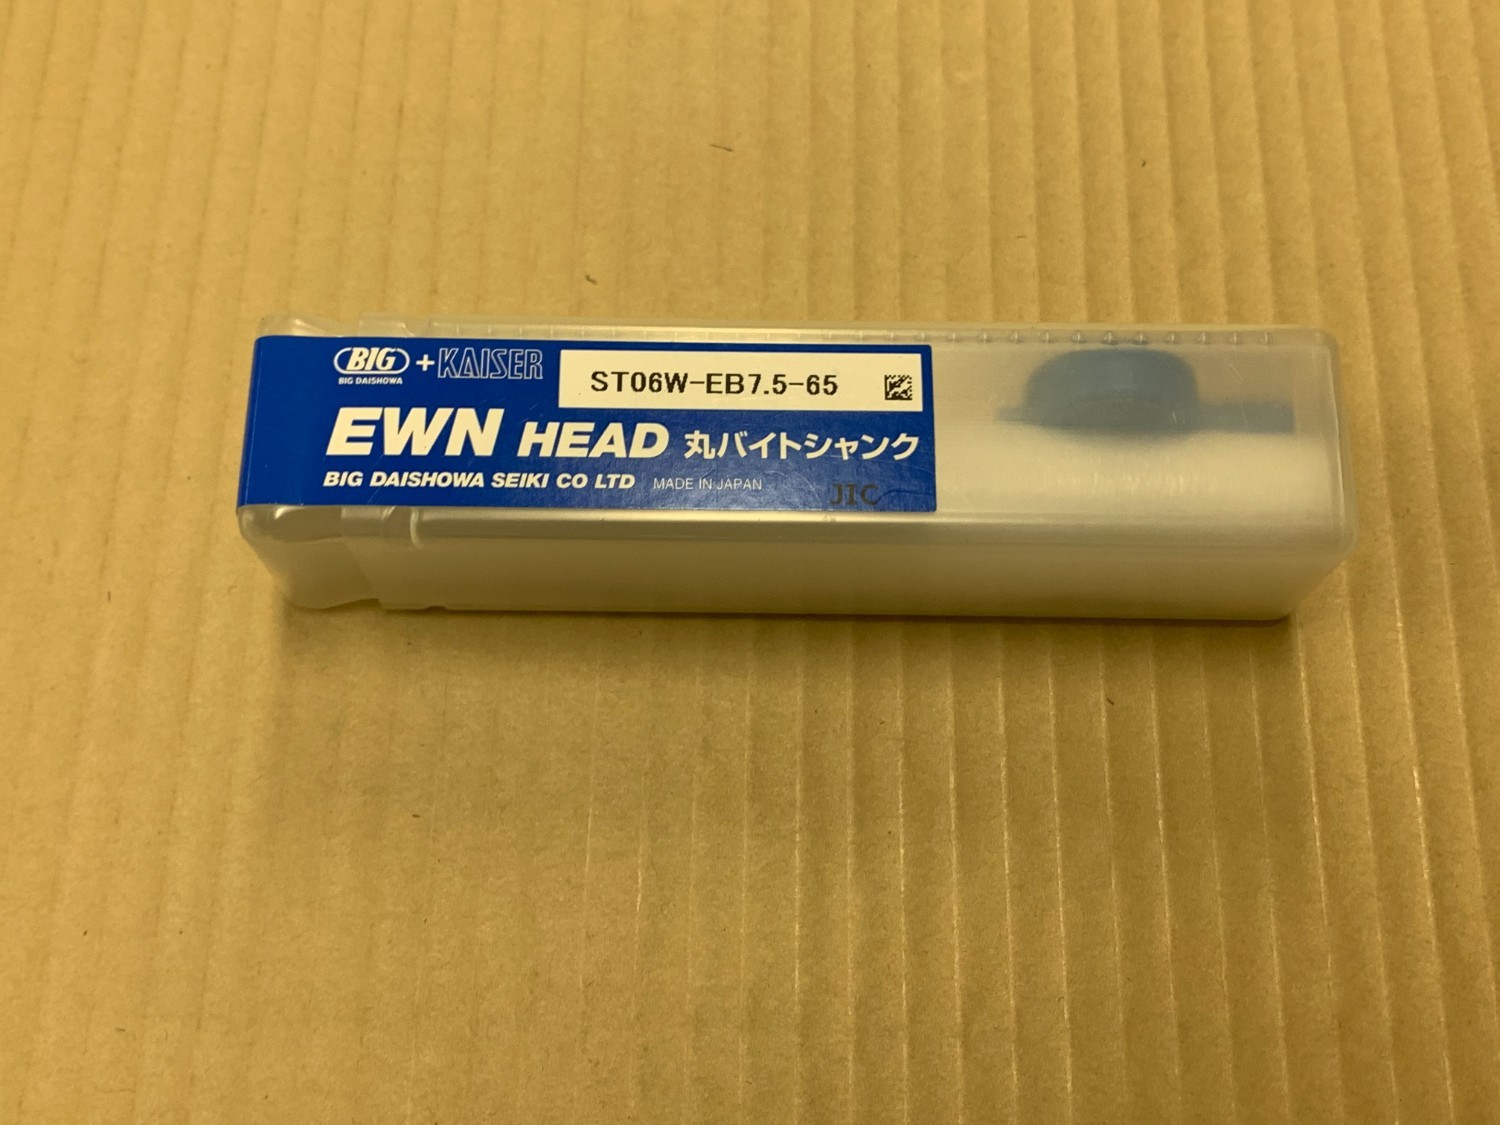 BIG +KAISER
BIG DAISHOWA
ST06W-EB7.5-65
EWN HEAD 丸バイトシャンク
BIG DAISHOWA SEIKI CO LTD MADE IN JAPAN
JIC